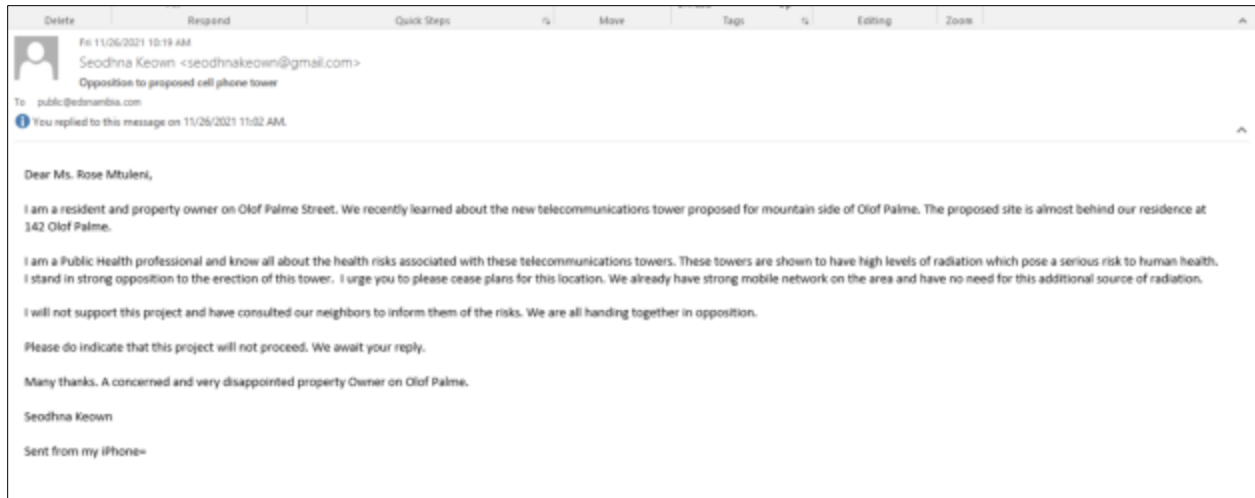 Delete Respond Quick Steps Move Tags Editing Zoom
Fri 11/26/2021 10:19 AM
Seodhna Keown <seodhnakeown@gmail.com>
Opposition to proposed cell phone tower
To public@edsnamibia.com
You replied to this message on 11/26/2021 11:02 AM.
Dear Ms. Rose Mtuleni,
I am a resident and property owner on Olof Palme Street. We recently learned about the new telecommunications tower proposed for mountain side of Olof Palme. The proposed site is almost behind our residence at
142 Olof Palme.
I am a Public Health professional and know all about the health risks associated with these telecommunications towers. These towers are shown to have high levels of radiation which pose a serious risk to human health.
I stand in strong opposition to the erection of this tower. I urge you to please cease plans for this location. We already have strong mobile network on the area and have no need for this additional source of radiation.
I will not support this project and have consulted our neighbors to inform them of the risks. We are all handing together in opposition.
Please do indicate that this project will not proceed. We await your reply.
Many thanks. A concerned and very disappointed property Owner on Olof Palme.
Seodhna Keown
Sent from my iPhone=